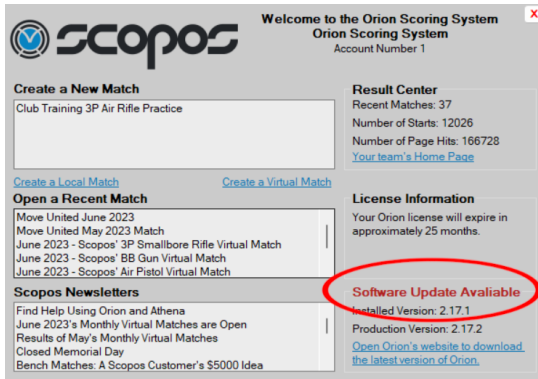 scopos
Welcome to the Orion Scoring System
Orion Scoring System
Account Number 1
X
Create a New Match
Club Training 3P Air Rifle Practice
Create a Local Match
Create a Virtual Match
Result Center
Recent Matches: 37
Number of Starts: 12026
Number of Page Hits: 166728
Your team's Home Page
Open a Recent Match
Move United June 2023
Move United May 2023 Match
June 2023 - Scopos' 3P Smallbore Rifle Virtual Match
June 2023 - Scopos' BB Gun Virtual Match
June 2023 - Scopos' Air Pistol Virtual Match
License Information
Your Orion license will expire in
approximately 25 months.
Scopos Newsletters
Find Help Using Orion and Athena
June 2023's Monthly Virtual Matches are Open
Results of May's Monthly Virtual Matches
Closed Memorial Day
Bench Matches: A Scopos Customer's $5000 Idea
Software Update Avaliable
Installed Version: 2.17.1
Production Version: 2.17.2
Open Orion's website to download
the latest version of Orion.